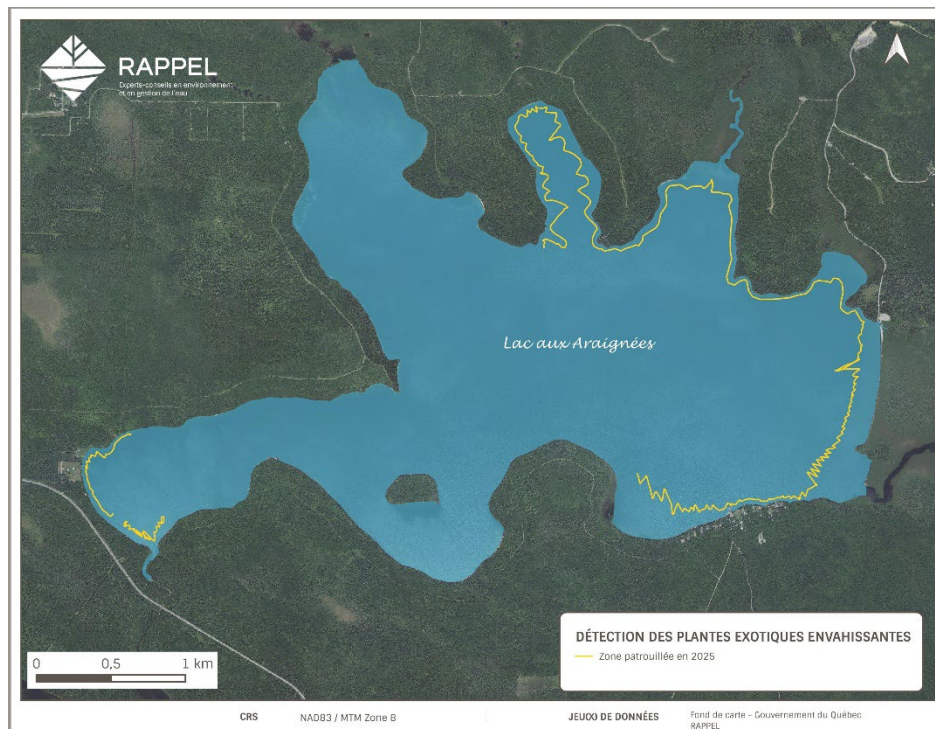 RAPPEL
Experts-conseils en environnement
et en gestion de l'eau
Lac aux Araignées
DÉTECTION DES PLANTES EXOTIQUES ENVAHISSANTES
Zone patrouillée en 2025
0 0,5 1 km
CRS NAD83 / MTM Zone 8 JEUDO DE DONNÉES Fond de carte - Gouvernement du Québec
RAPPEL